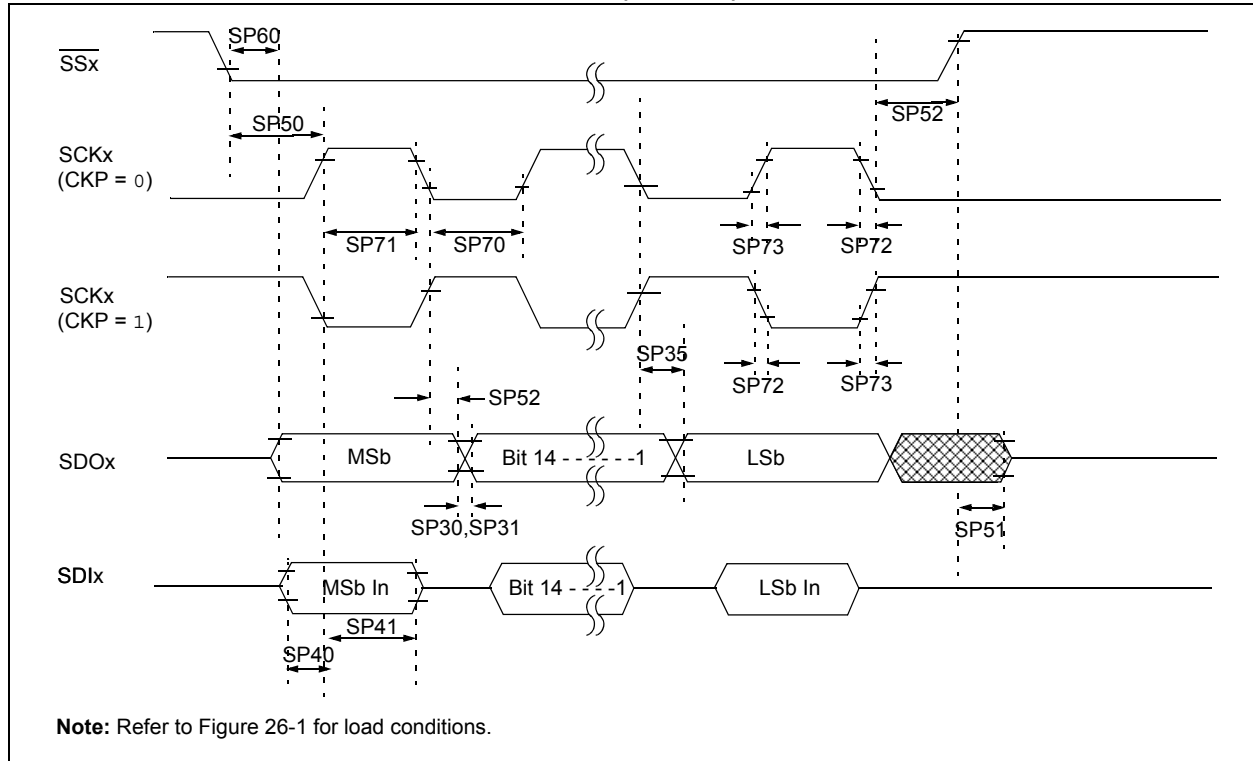 SP60
SSx
SP50
SP52
SCKx
(CKP = 0)
SP71
SP70
SP73
SP72
SCKx
(CKP = 1)
SP35
SP72
SP73
SP52
SDOx
MSb
Bit 14 - - - - - -1
LSb
SP30,SP31
SP51
SDIx
MSb In
Bit 14 - - - -1
LSb In
SP41
SP40
Note: Refer to Figure 26-1 for load conditions.